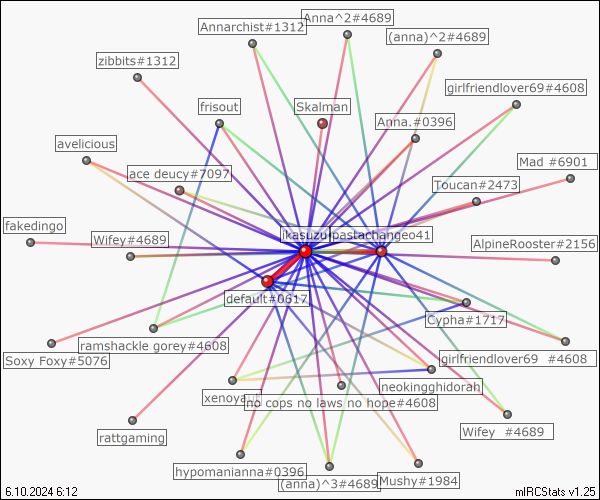 Anna^2#4689
Annarchist#1312
(anna)^2#4689
zibbits#1312
girlfriendlover69#4608
frisout
Skalman
Anna.#0396
avelicious
Mad #6901
ace deucy#7097
Toucan#2473
fakedingo
Wifey#4689
pastachangeo41
AlpineRooster#2156
default#0617
Cypha#1717
Soxy Foxy#5076
ramshackle gorey#4608
girlfriendlover69 #4608
neokingghidorah
no cops no laws no hope#4608
rattgaming
Wifey #4689
hypomanianna#0396
(anna)^3#4689
Mushy#1984
6.10.2024 6:12
mIRCStats v1.25